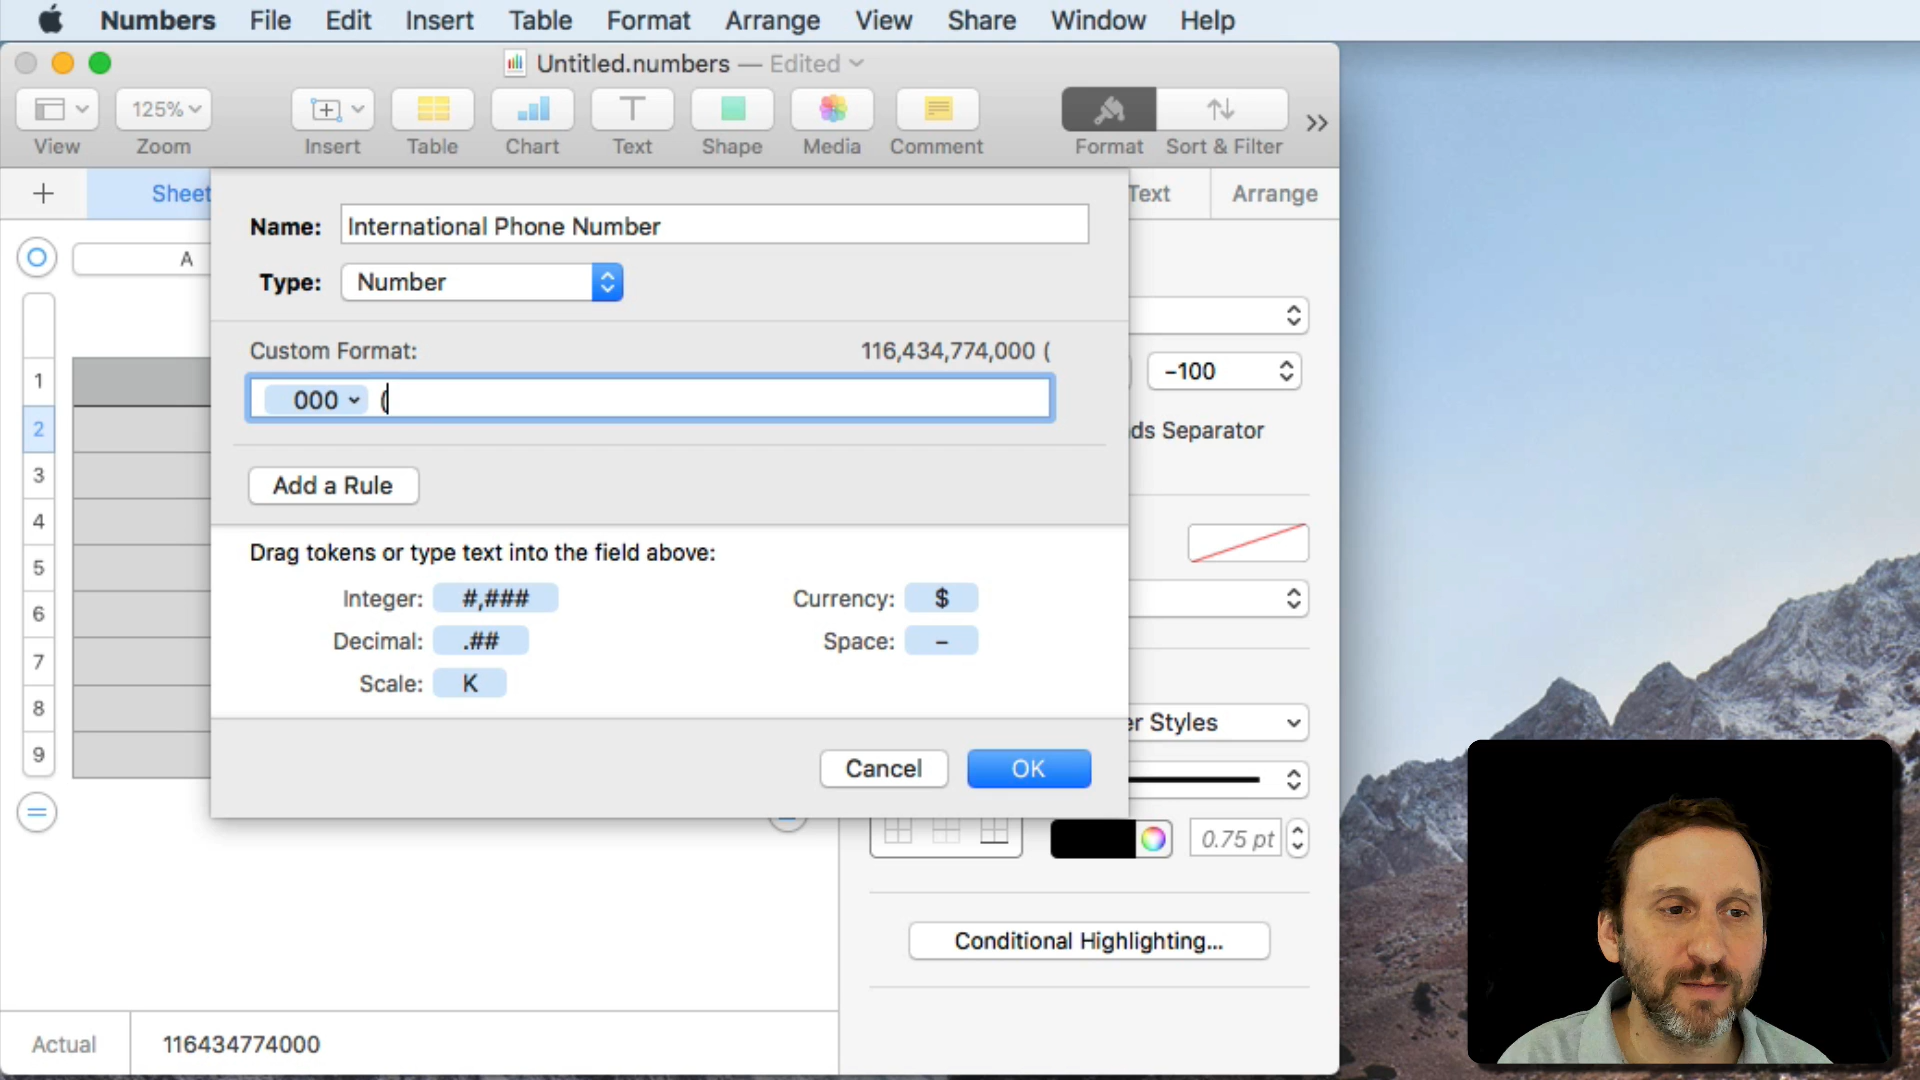 Numbers File Edit Insert Table Format Arrange View Share Window Help
Untitled.numbers — Edited
125%
View Zoom Insert Table Chart Text Shape Media Comment Format Sort & Filter
Sheet
Text Arrange
Name: International Phone Number
A
Type: Number
Custom Format: 116,434,774,000 (
000 (
-100
ds Separator
1
2
3
4
5
6
7
8
9
Add a Rule
Drag tokens or type text into the field above:
Integer: #,### Currency: $
Decimal: .## Space: –
Scale: K
er Styles
Cancel OK
0.75 pt
Conditional Highlighting...
Actual 116434774000